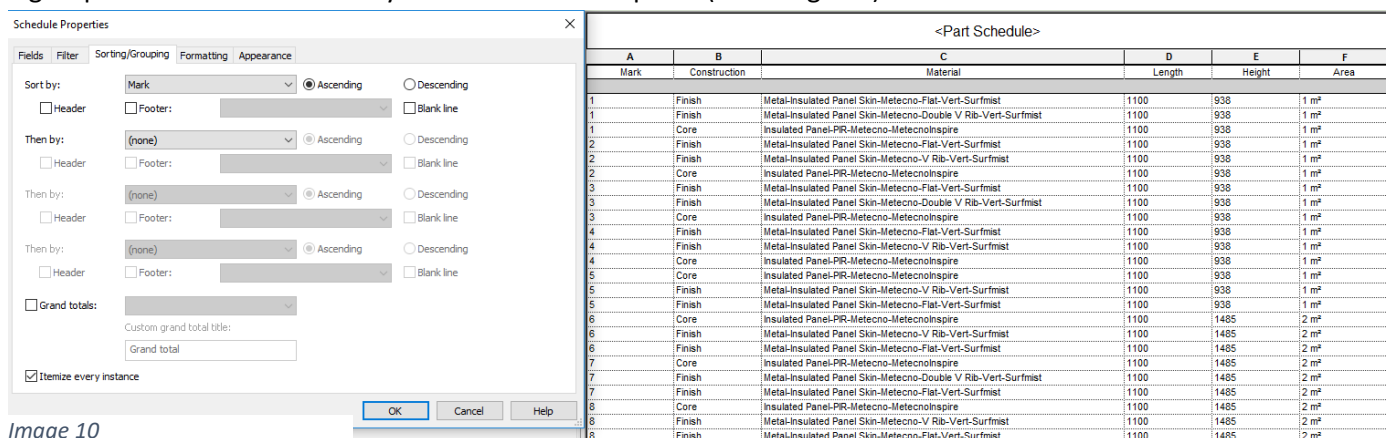 Schedule Properties
Fields Filter Sorting/Grouping Formatting Appearance
Sort by: Mark Ascending Descending
Header Footer: Blank line
Then by: (none) Ascending Descending
Header Footer: Blank line
Then by: (none) Ascending Descending
Header Footer: Blank line
Then by: (none) Ascending Descending
Header Footer: Blank line
Grand totals:
Custom grand total title:
Grand total
Itemize every instance
OK Cancel Help
Image 10
<Part Schedule>
A B C D E F
Mark Construction Material Length Height Area
1 Finish Metal-Insulated Panel Skin-Metecno-Flat-Vert-Surfmist 1100 938 1 m²
1 Finish Metal-Insulated Panel Skin-Metecno-Double V Rib-Vert-Surfmist 1100 938 1 m²
1 Core Insulated Panel-PIR-Metecno-MetecnoInspire 1100 938 1 m²
2 Finish Metal-Insulated Panel Skin-Metecno-Flat-Vert-Surfmist 1100 938 1 m²
2 Finish Metal-Insulated Panel Skin-Metecno-V Rib-Vert-Surfmist 1100 938 1 m²
2 Core Insulated Panel-PIR-Metecno-MetecnoInspire 1100 938 1 m²
3 Finish Metal-Insulated Panel Skin-Metecno-Flat-Vert-Surfmist 1100 938 1 m²
3 Finish Metal-Insulated Panel Skin-Metecno-Double V Rib-Vert-Surfmist 1100 938 1 m²
3 Core Insulated Panel-PIR-Metecno-MetecnoInspire 1100 938 1 m²
4 Finish Metal-Insulated Panel Skin-Metecno-Flat-Vert-Surfmist 1100 938 1 m²
4 Finish Metal-Insulated Panel Skin-Metecno-V Rib-Vert-Surfmist 1100 938 1 m²
4 Core Insulated Panel-PIR-Metecno-MetecnoInspire 1100 938 1 m²
5 Core Insulated Panel-PIR-Metecno-MetecnoInspire 1100 938 1 m²
5 Finish Metal-Insulated Panel Skin-Metecno-V Rib-Vert-Surfmist 1100 938 1 m²
5 Finish Metal-Insulated Panel Skin-Metecno-Flat-Vert-Surfmist 1100 938 1 m²
6 Core Insulated Panel-PIR-Metecno-MetecnoInspire 1100 1485 2 m²
6 Finish Metal-Insulated Panel Skin-Metecno-V Rib-Vert-Surfmist 1100 1485 2 m²
6 Finish Metal-Insulated Panel Skin-Metecno-Flat-Vert-Surfmist 1100 1485 2 m²
7 Core Insulated Panel-PIR-Metecno-MetecnoInspire 1100 1485 2 m²
7 Finish Metal-Insulated Panel Skin-Metecno-Double V Rib-Vert-Surfmist 1100 1485 2 m²
7 Finish Metal-Insulated Panel Skin-Metecno-Flat-Vert-Surfmist 1100 1485 2 m²
8 Core Insulated Panel-PIR-Metecno-MetecnoInspire 1100 1485 2 m²
8 Finish Metal-Insulated Panel Skin-Metecno-V Rib-Vert-Surfmist 1100 1485 2 m²
8 Finish Metal-Insulated Panel Skin-Metecno-Flat-Vert-Surfmist 1100 1485 2 m²